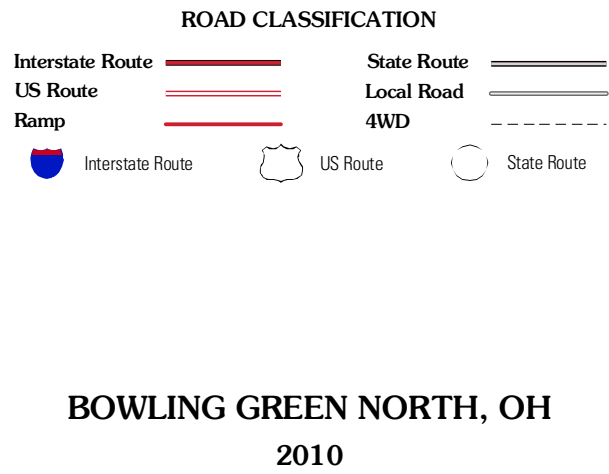 ROAD CLASSIFICATION
Interstate Route State Route
US Route Local Road
Ramp 4WD
Interstate Route US Route State Route
BOWLING GREEN NORTH, OH
2010